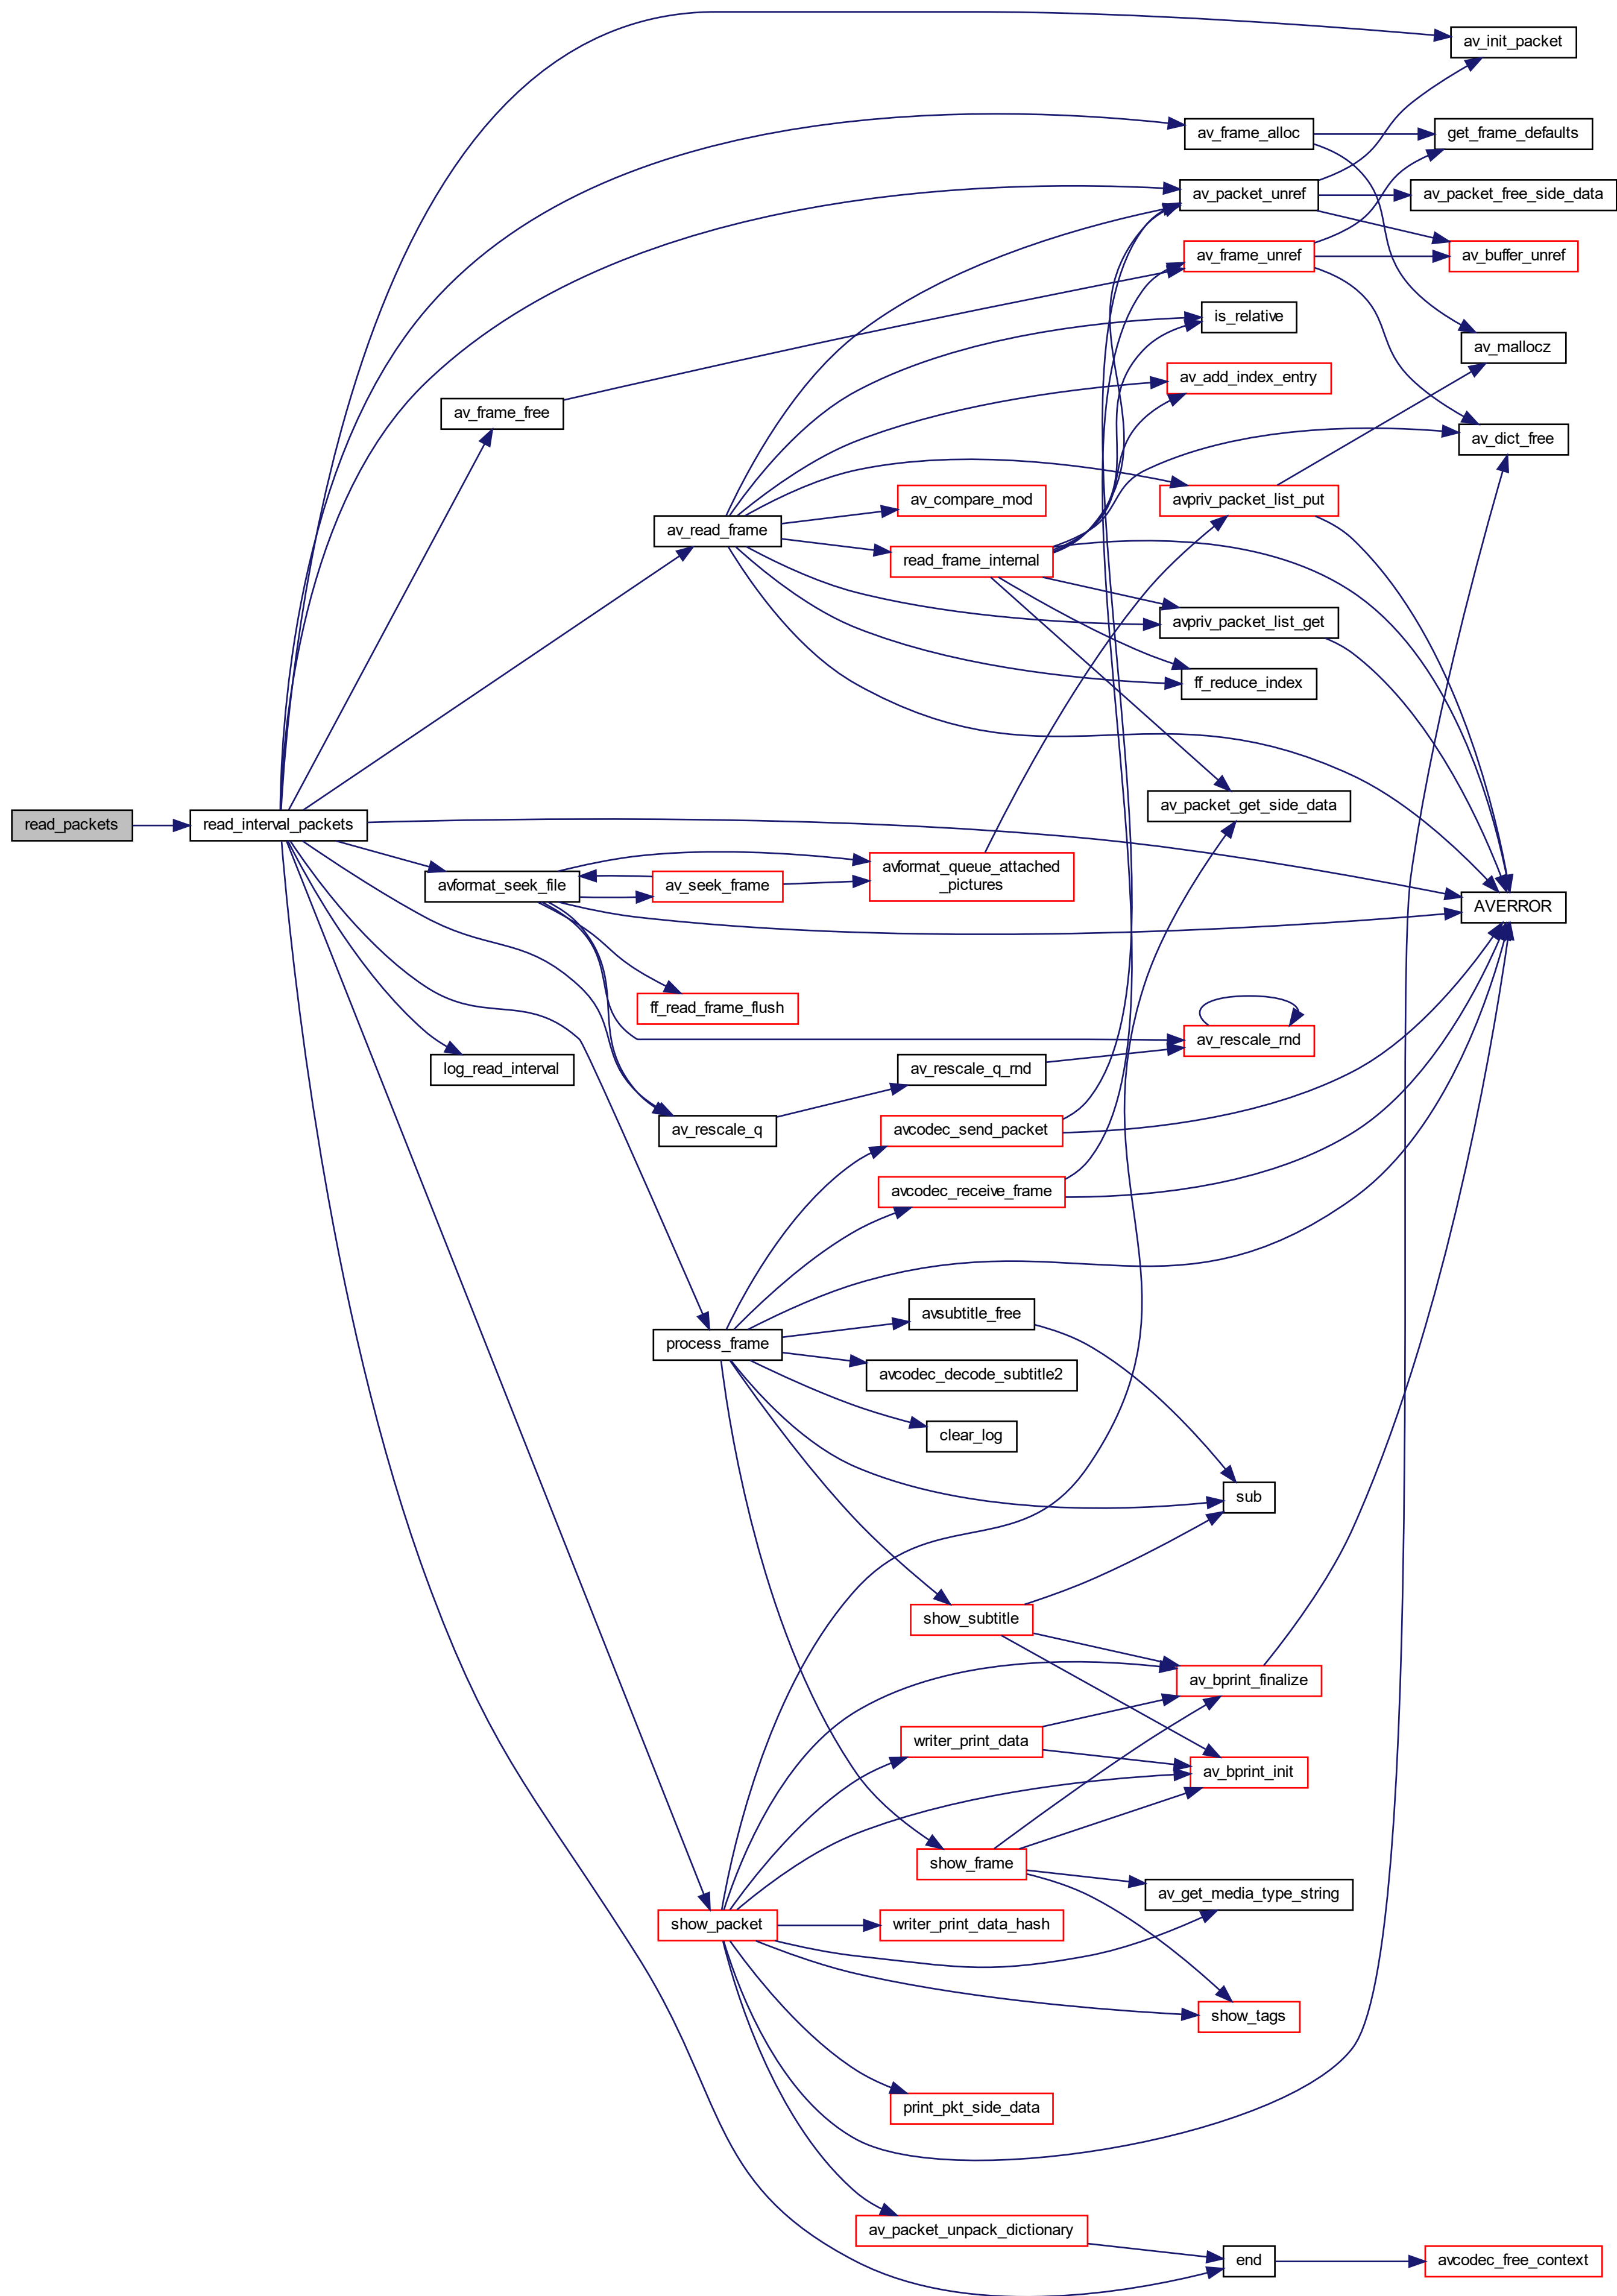 av_init_packet
av_frame_alloc
get_frame_defaults
av_packet_unref
av_packet_free_side_data
av_frame_unref
av_buffer_unref
is_relative
av_mallocz
av_add_index_entry
av_frame_free
av_dict_free
av_compare_mod
avpriv_packet_list_put
av_read_frame
read_frame_internal
avpriv_packet_list_get
ff_reduce_index
av_packet_get_side_data
read_packets
read_interval_packets
avformat_queue_attached
_pictures
avformat_seek_file
av_seek_frame
AVERROR
ff_read_frame_flush
av_rescale_rnd
log_read_interval
av_rescale_q_rnd
av_rescale_q
avcodec_send_packet
avcodec_receive_frame
avsubtitle_free
process_frame
avcodec_decode_subtitle2
clear_log
sub
show_subtitle
av_bprint_finalize
writer_print_data
av_bprint_init
show_frame
av_get_media_type_string
show_packet
writer_print_data_hash
show_tags
print_pkt_side_data
av_packet_unpack_dictionary
end
avcodec_free_context